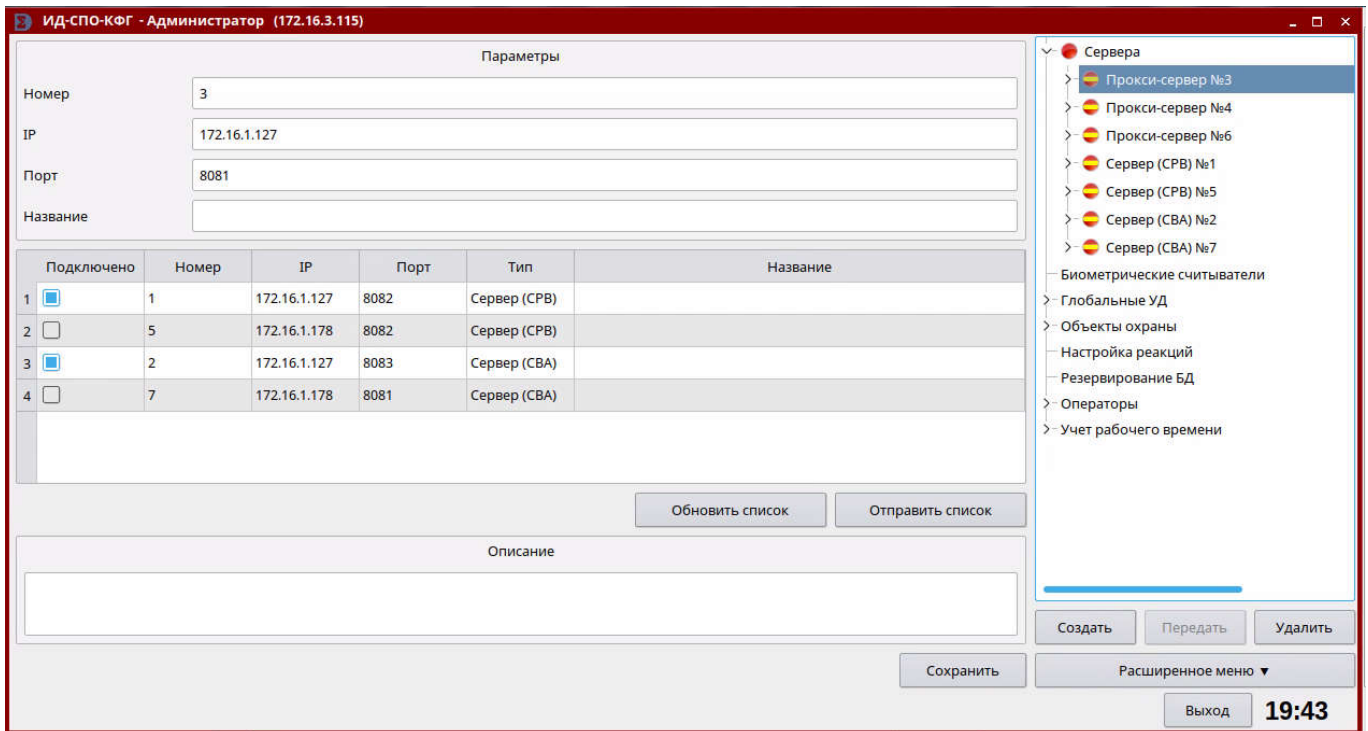 ИД-СПО-КФГ - Администратор (172.16.3.115)
Параметры
Номер 3
IP 172.16.1.127
Порт 8081
Название
Подключено Номер IP Порт Тип Название
1 1 172.16.1.127 8082 Сервер (СРВ)
2 5 172.16.1.178 8082 Сервер (СРВ)
3 2 172.16.1.127 8083 Сервер (СВА)
4 7 172.16.1.178 8081 Сервер (СВА)
Обновить список Отправить список
Описание
Сохранить
Сервера
Прокси-сервер №3
Прокси-сервер №4
Прокси-сервер №6
Сервер (СРВ) №1
Сервер (СРВ) №5
Сервер (СВА) №2
Сервер (СВА) №7
Биометрические считыватели
Глобальные УД
Объекты охраны
Настройка реакций
Резервирование БД
Операторы
Учет рабочего времени
Создать Передать Удалить
Расширенное меню ▼
Выход 19:43